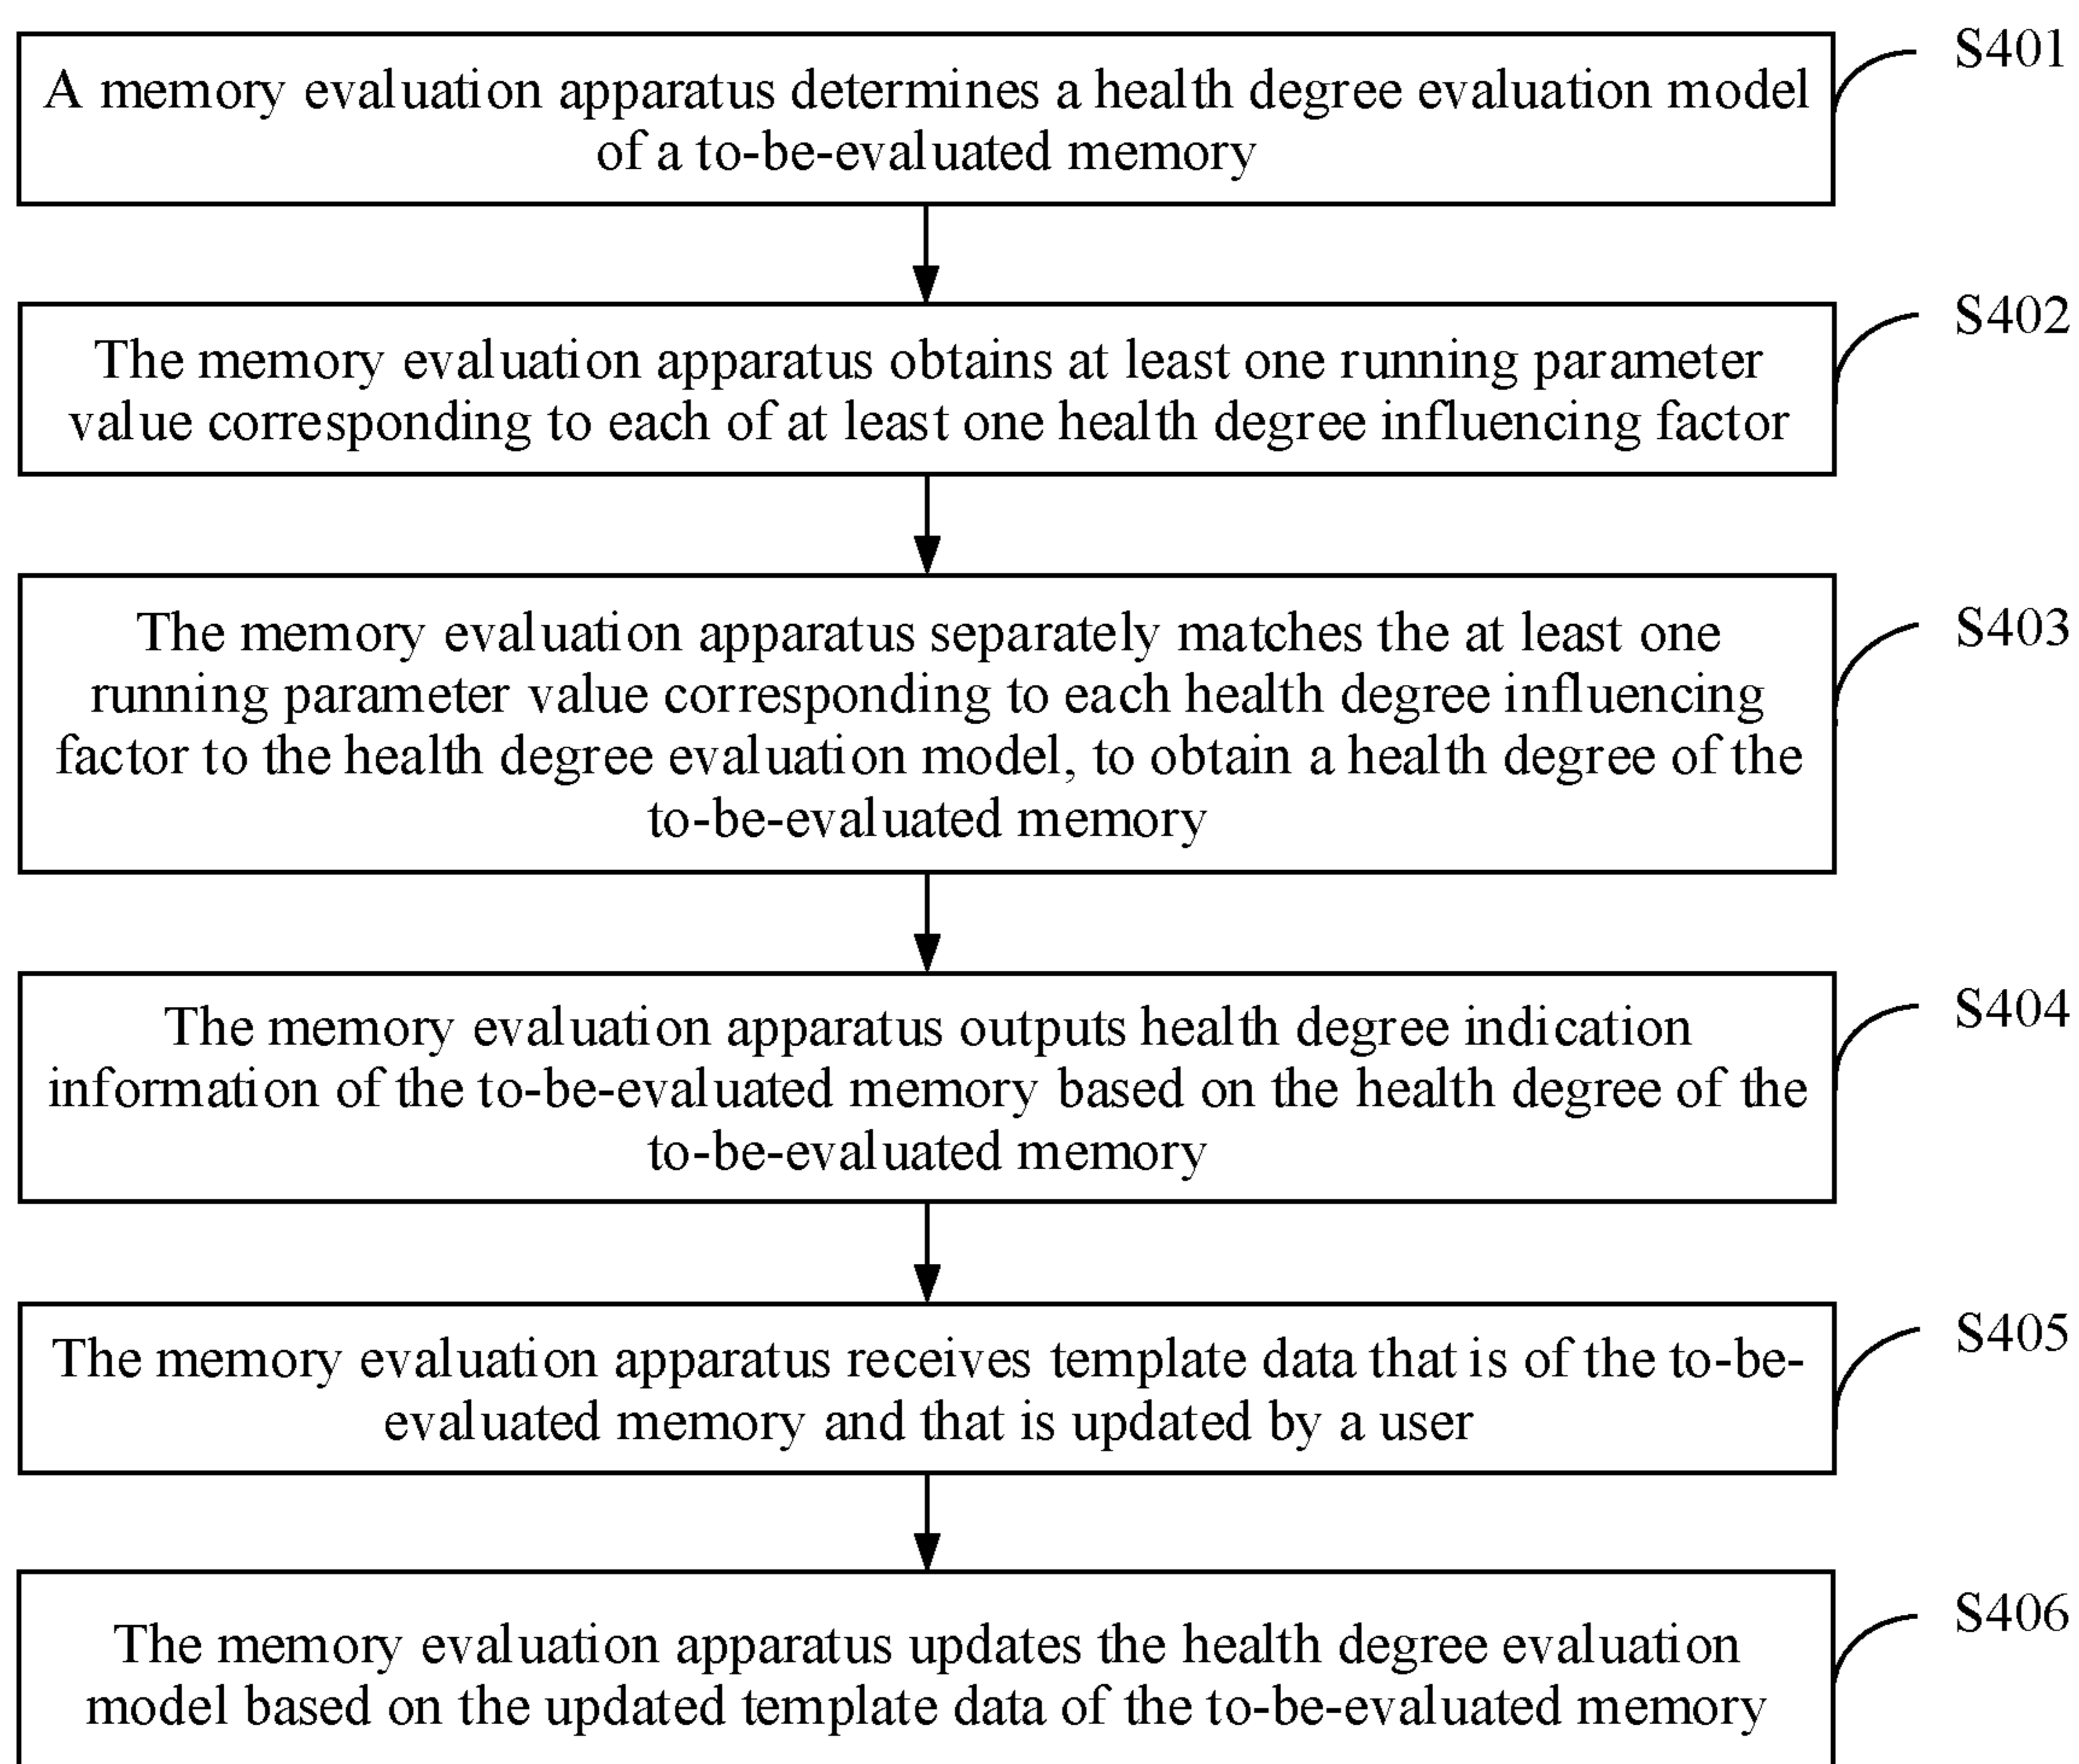 A memory evaluation apparatus determines a health degree evaluation model
of a to-be-evaluated memory
S401
The memory evaluation apparatus obtains at least one running parameter
value corresponding to each of at least one health degree influencing factor
S402
The memory evaluation apparatus separately matches the at least one
running parameter value corresponding to each health degree influencing
factor to the health degree evaluation model, to obtain a health degree of the
to-be-evaluated memory
S403
The memory evaluation apparatus outputs health degree indication
information of the to-be-evaluated memory based on the health degree of the
to-be-evaluated memory
S404
The memory evaluation apparatus receives template data that is of the to-be-
evaluated memory and that is updated by a user
S405
The memory evaluation apparatus updates the health degree evaluation
model based on the updated template data of the to-be-evaluated memory
S406